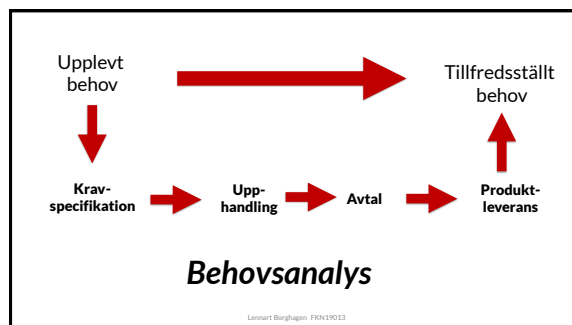 Upplevt
behov
Tillfredsställt
behov
Krav-
specifikation
Upp-
handling
Avtal
Produkt-
leverans
Behovsanalys
Lennart Borghagen FKN19013